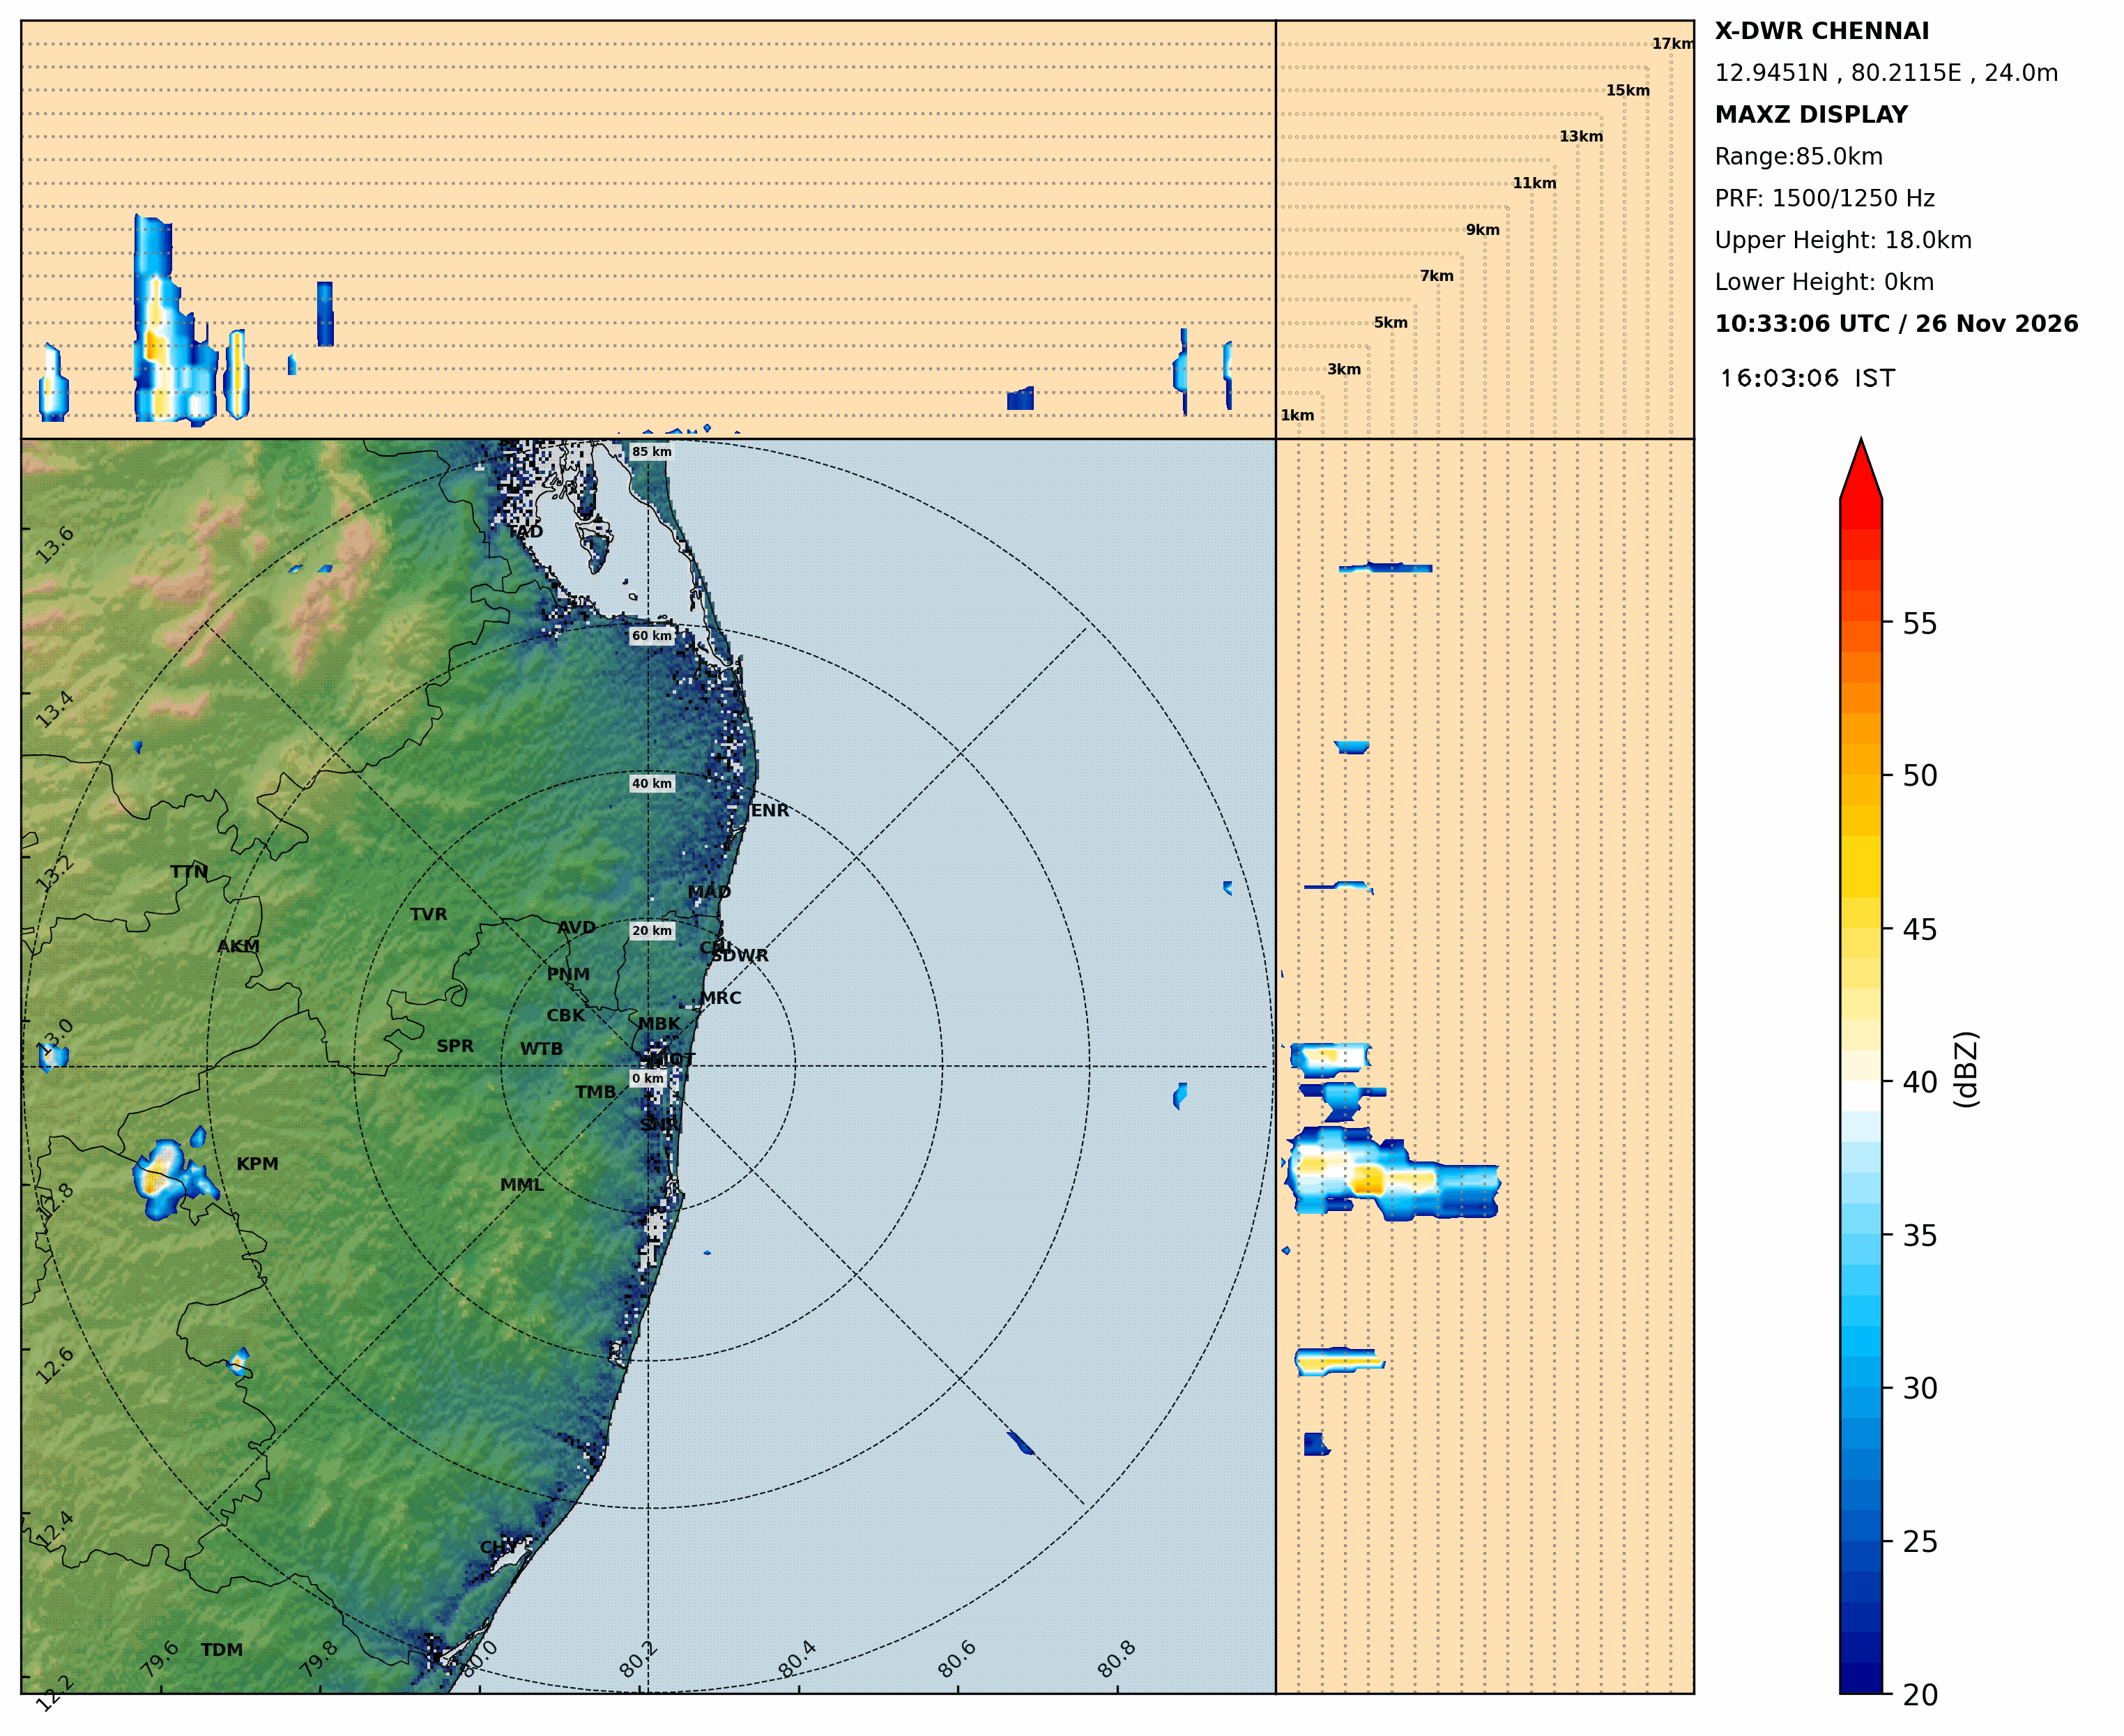 X-DWR CHENNAI
12.9451N , 80.2115E , 24.0m
MAXZ DISPLAY
Range:85.0km
PRF: 1500/1250 Hz
Upper Height: 18.0km
Lower Height: 0km
10:33:06 UTC / 26 Nov 2026
16:03:06 IST
17km
15km
13km
11km
9km
7km
5km
3km
1km
85 km
TAD
13.6
60 km
13.4
40 km
ENR
13.2
TTN
MAD
TVR
20 km
AVD
AKM
SDWR
PNM
MRC
CBK
MBK
13.0
SPR
WTB
0 km
TMB
SNR
KPM
MML
12.8
12.6
12.4
CHY
TDM
12.2
79.6
79.8
80.0
80.2
80.4
80.6
80.8
55
50
45
40
35
30
25
20
(dBZ)